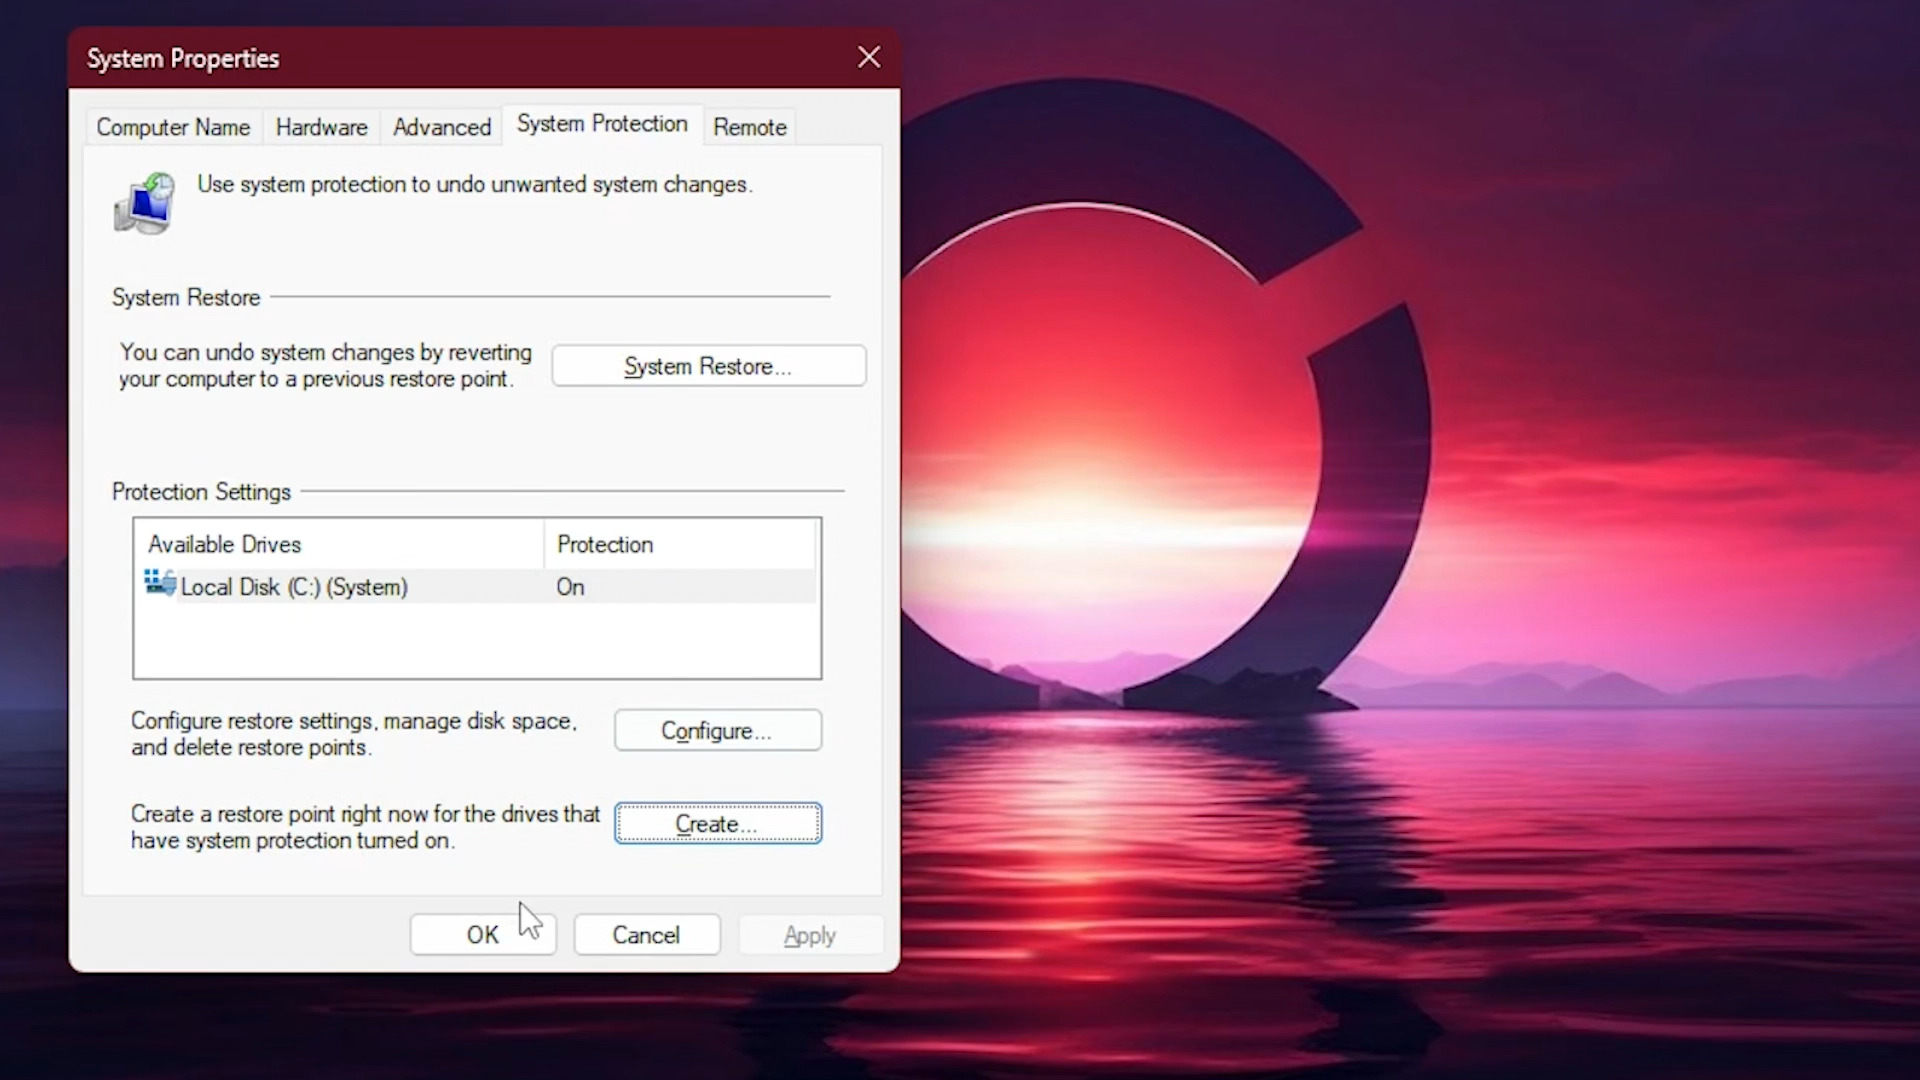 System Properties
Computer Name Hardware Advanced System Protection Remote
Use system protection to undo unwanted system changes.
System Restore
You can undo system changes by reverting
your computer to a previous restore point.
System Restore...
Protection Settings
Available Drives Protection
Local Disk (C:) (System) On
Configure restore settings, manage disk space,
and delete restore points.
Configure...
Create a restore point right now for the drives that
have system protection turned on.
Create...
OK Cancel Apply